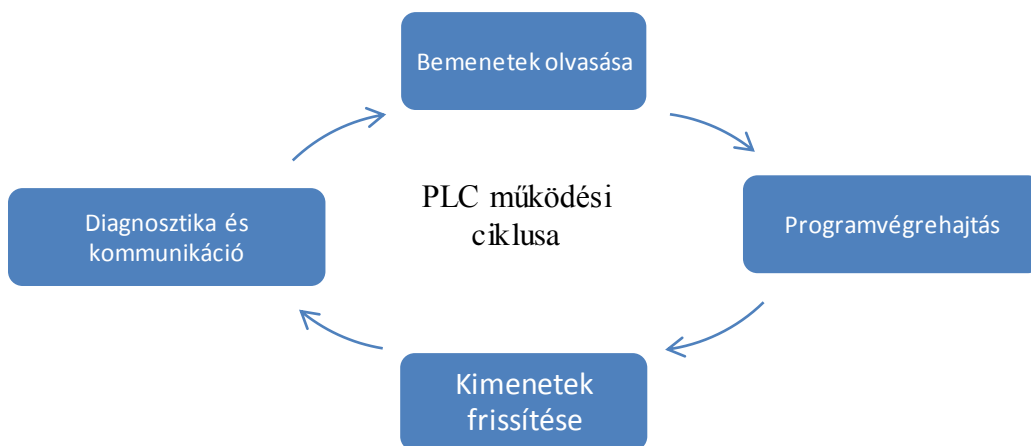 Bemenetek olvasása
PLC működési
ciklusa
Diagnosztika és
kommunikáció
Programvégrehajtás
Kimenetek
frissítése